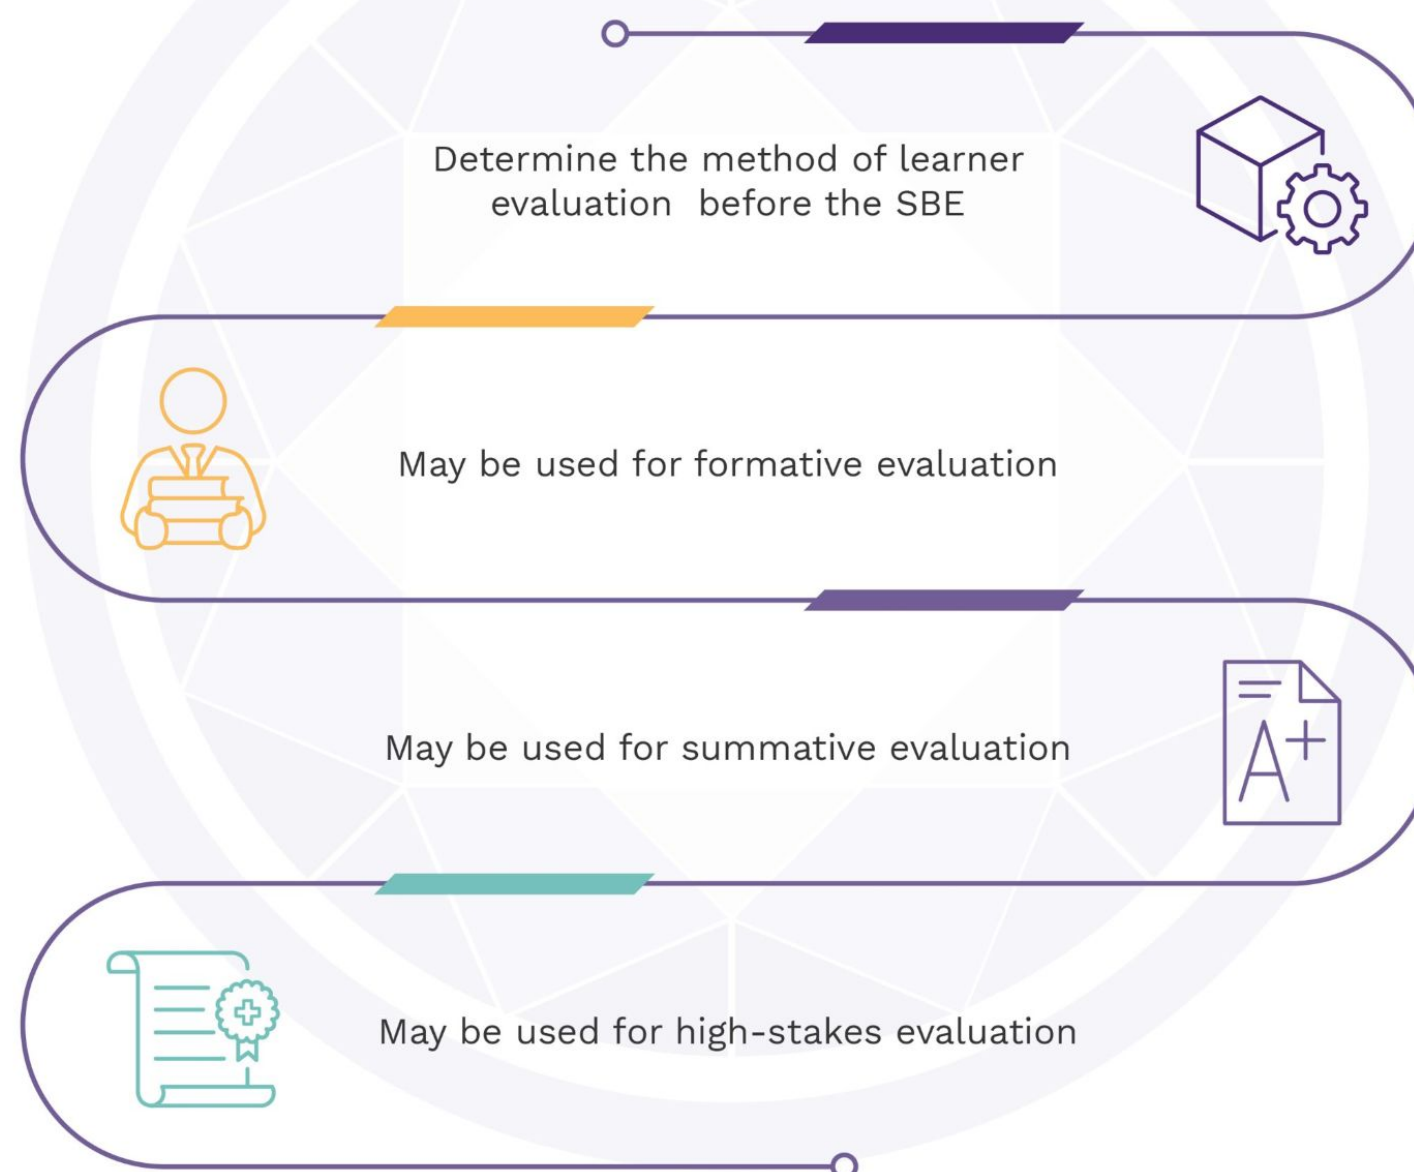 Determine the method of learner
evaluation  before the SBE
May be used for formative evaluation
May be used for summative evaluation
A+
May be used for high-stakes evaluation